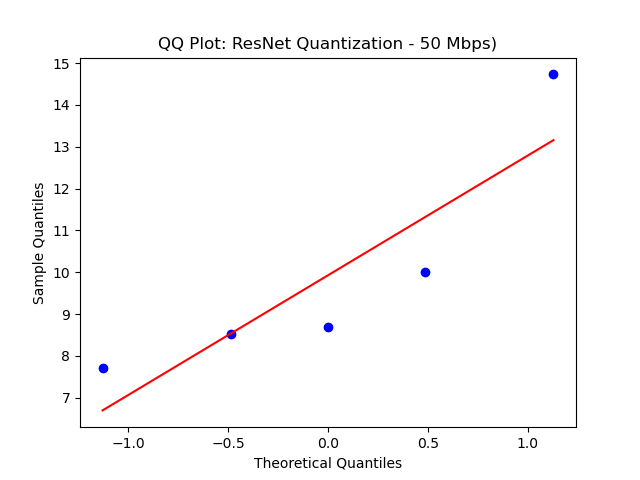 QQ Plot: ResNet Quantization - 50 Mbps)
15
14
13
12
11
10
9
8
7
Sample Quantiles
−1.0 −0.5 0.0 0.5 1.0
Theoretical Quantiles